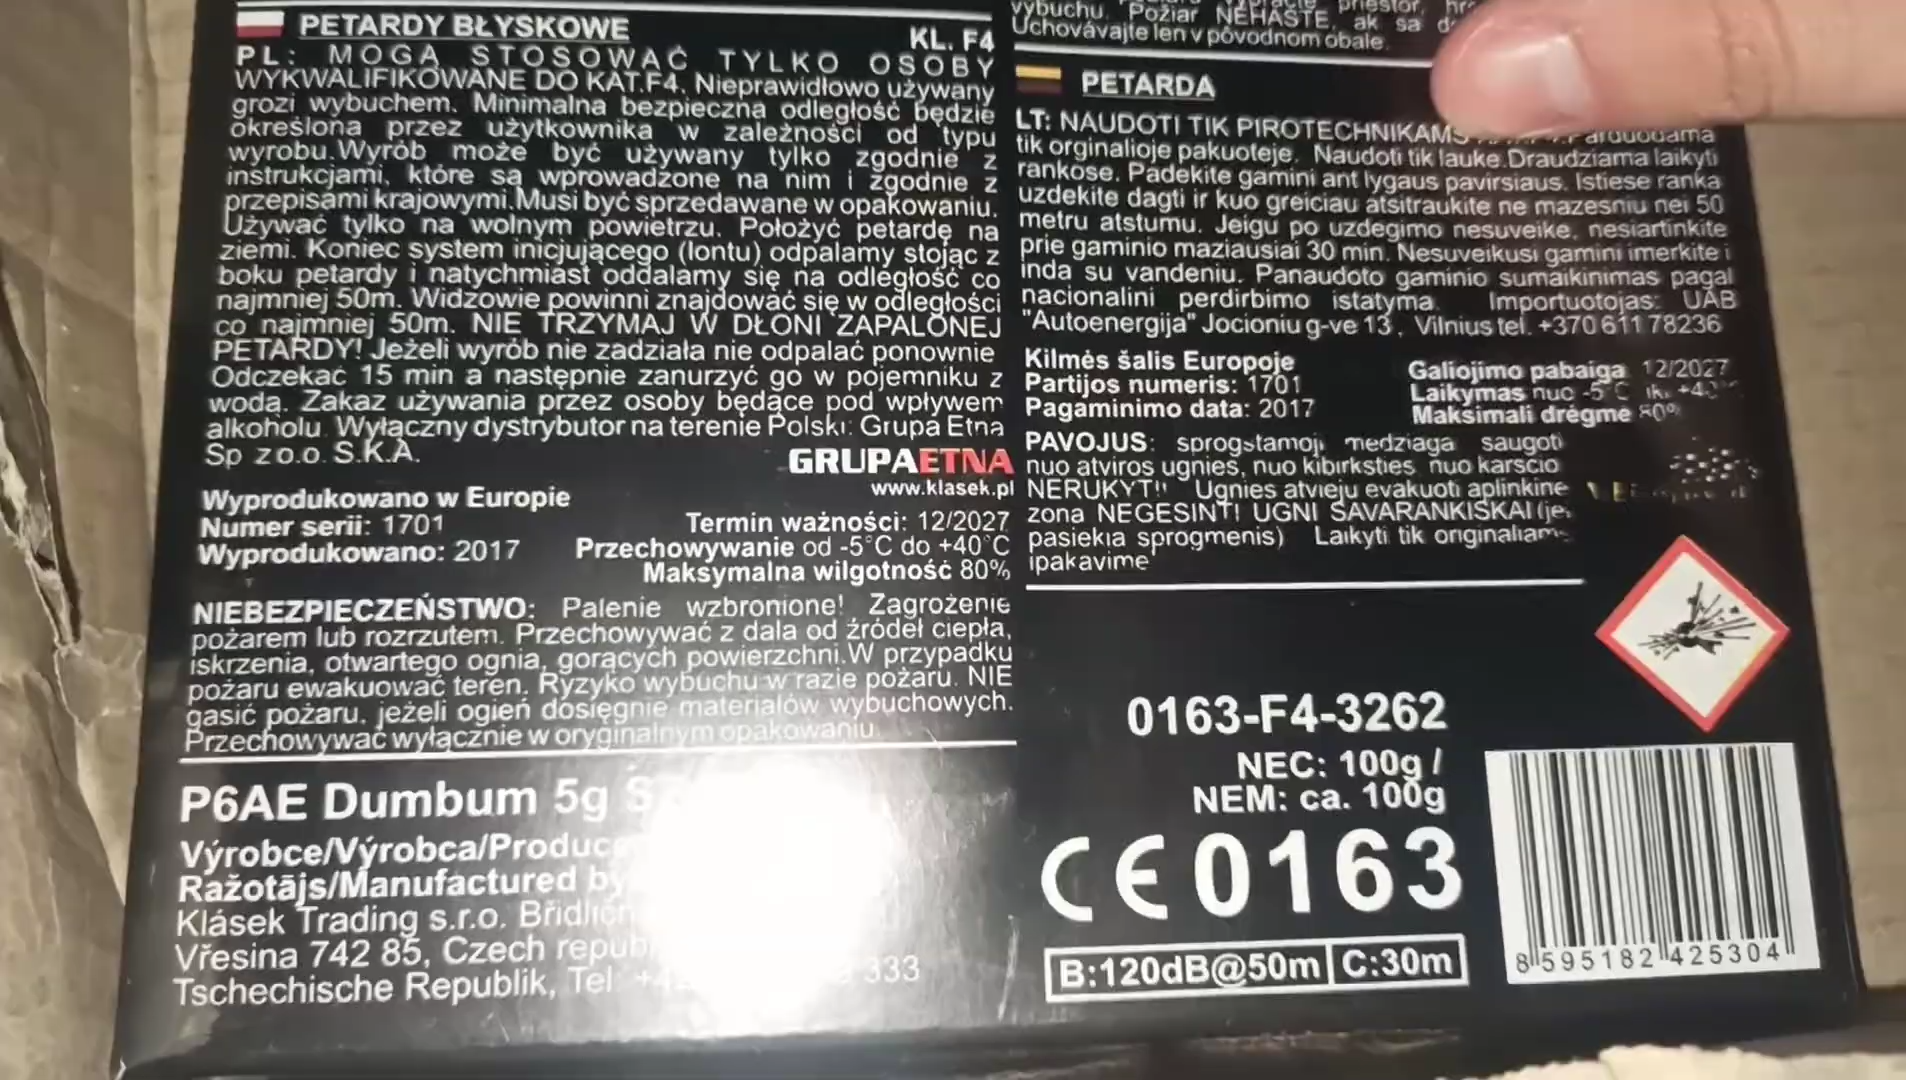 PETARDY BŁYSKOWE
KL. F4
PL: MOGĄ STOSOWAĆ TYLKO OSOBY
WYKWALIFIKOWANE DO KAT.F4. Nieprawidłowo używany
grozi wybuchem. Minimalna bezpieczna odległość będzie
określona przez użytkownika w zależności od typu
wyrobu.Wyrób może być używany tylko zgodnie z
instrukcjami, które są wprowadzone na nim i zgodnie z
przepisami krajowymi.Musi być sprzedawane w opakowaniu.
Używać tylko na wolnym powietrzu. Położyć petardę na
ziemi. Koniec system inicjującego (lontu) odpalamy stojąc z
boku petardy i natychmiast oddalamy się na odległość co
najmniej 50m. Widzowie powinni znajdować się w odległości
co najmniej 50m. NIE TRZYMAJ W DŁONI ZAPALONEJ
PETARDY! Jeżeli wyrób nie zadziała nie odpalać ponownie
Odczekać 15 min a następnie zanurzyć go w pojemniku z
wodą. Zakaz używania przez osoby będące pod wpływem
alkoholu. Wyłączny dystrybutor na terenie Polski: Grupa Etna
Sp z o.o. S.K.A.
GRUPAETNA
www.klasek.pl
Wyprodukowano w Europie
Numer serii: 1701
Wyprodukowano: 2017
Termin ważności: 12/2027
Przechowywanie od -5°C do +40°C
Maksymalna wilgotność 80%
NIEBEZPIECZEŃSTWO: Palenie wzbronione! Zagrożenie
pożarem lub rozrzutem. Przechowywać z dala od źródeł ciepła,
iskrzenia, otwartego ognia, gorących powierzchni.W przypadku
pożaru ewakuować teren. Ryzyko wybuchu w razie pożaru. NIE
gasić pożaru, jeżeli ogień dosięgnie materiałów wybuchowych.
Przechowywać wyłącznie w oryginalnym opakowaniu.
P6AE Dumbum 5g
Výrobce/Výrobca/
Ražotājs/Manufactured by
Klásek Trading s.r.o.
Vřesina 742 85, Czech
Tschechische Republik, Tel
333
vybuchu. Požiar NEHASTE, ak sa
Uchovávajte len v pôvodnom obale.
PETARDA
LT: NAUDOTI TIK PIROTECHNIKAMS
tik orginalioje pakuoteje. Naudoti tik lauke.Draudziama laikyti
rankose. Padekite gamini ant lygaus pavirsiaus. Istiese ranka
uzdekite dagti ir kuo greiciau atsitraukite ne mazesniu nei 50
metru atstumu. Jeigu po uzdegimo nesuveike, nesiartinkite
prie gaminio maziausiai 30 min. Nesuveikusi gamini imerkite i
inda su vandeniu. Panaudoto gaminio sumaikinimas pagal
nacionalini perdirbimo istatyma. Importuotojas: UAB
"Autoenergija" Jocioniu g-ve 13, Vilnius tel. +370 611 78236
Kilmės šalis Europoje
Partijos numeris: 1701
Pagaminimo data: 2017
Galiojimo pabaiga 12/2027
Laikymas nuo -5°C iki
Maksimali drėgmė 80%
PAVOJUS: sprogstamoji medziaga saugoti
nuo atviros ugnies, nuo kibirksties nuo karscio
NERUKYT!! Ugnies atvieju evakuoti aplinkine
zona NEGESINT! UGNI SAVARANKISKAI (jei
pasiekia sprogmenis) Laikyti tik
ipakavime
0163-F4-3262
NEC: 100g /
NEM: ca. 100g
CE 0163
B:120dB@50m C:30m
8 595182 425304